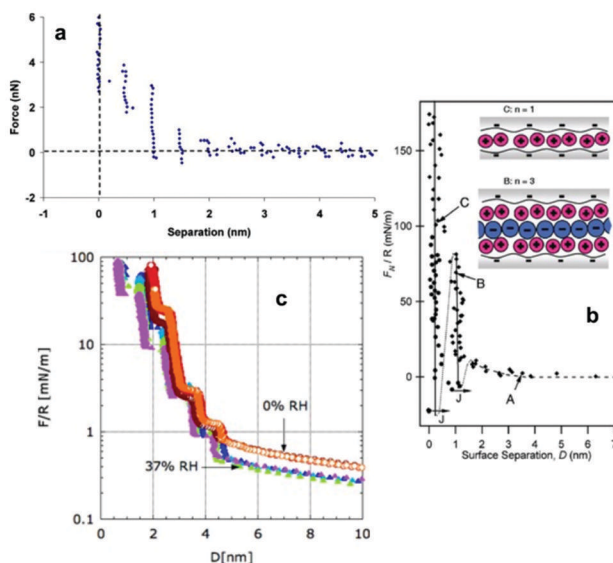 a
6
4
2
0
-2
Force (nN)
-1 0 1 2 3 4 5
Separation (nm)
b
C: n = 1
B: n = 3
150
100
50
0
F_N / R (mN/m)
C
B
A
J
J
0 1 2 3 4 5 6 7
Surface Separation, D (nm)
c
100
10
1
0.1
F/R [mN/m]
0% RH
37% RH
0 2 4 6 8 10
D[nm]